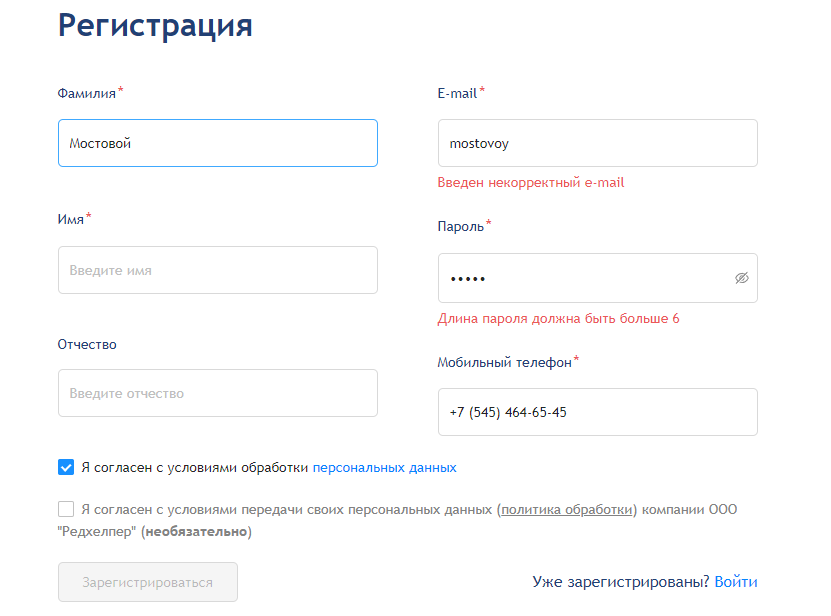 Регистрация
Фамилия*
Мостовой
Имя*
Введите имя
Отчество
Введите отчество
E-mail*
mostovoy
Введен некорректный e-mail
Пароль*
•••••
Длина пароля должна быть больше 6
Мобильный телефон*
+7 (545) 464-65-45
Я согласен с условиями обработки персональных данных
Я согласен с условиями передачи своих персональных данных (политика обработки) компании ООО
"Редхелпер" (необязательно)
Зарегистрироваться
Уже зарегистрированы? Войти